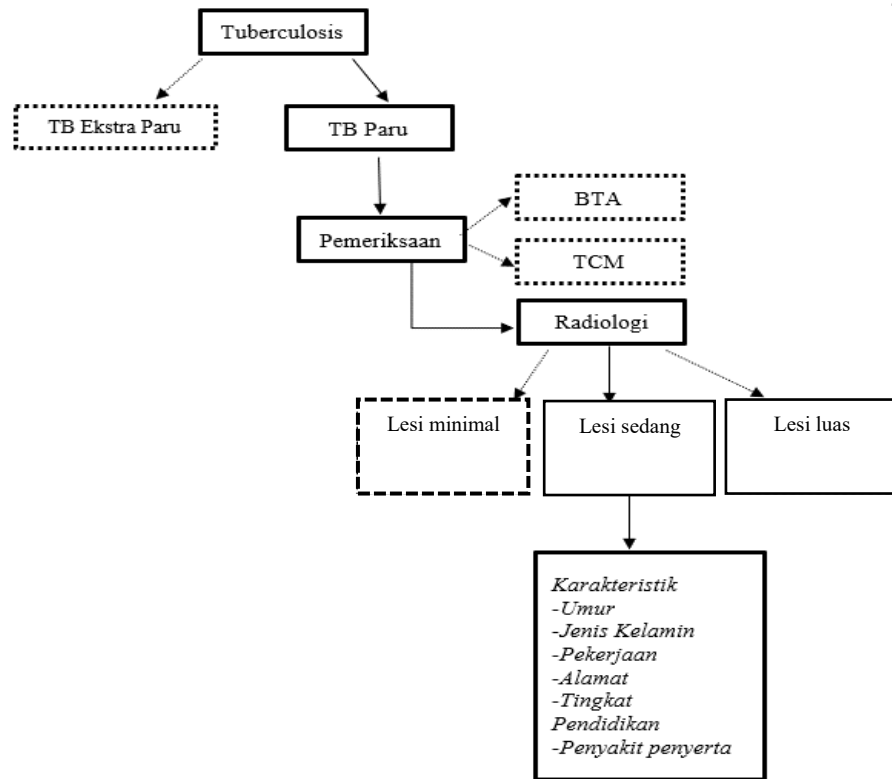 Tuberculosis
TB Ekstra Paru
TB Paru
BTA
Pemeriksaan
TCM
Radiologi
Lesi minimal
Lesi sedang
Lesi luas
Karakteristik
-Umur
-Jenis Kelamin
-Pekerjaan
-Alamat
-Tingkat
Pendidikan
-Penyakit penyerta